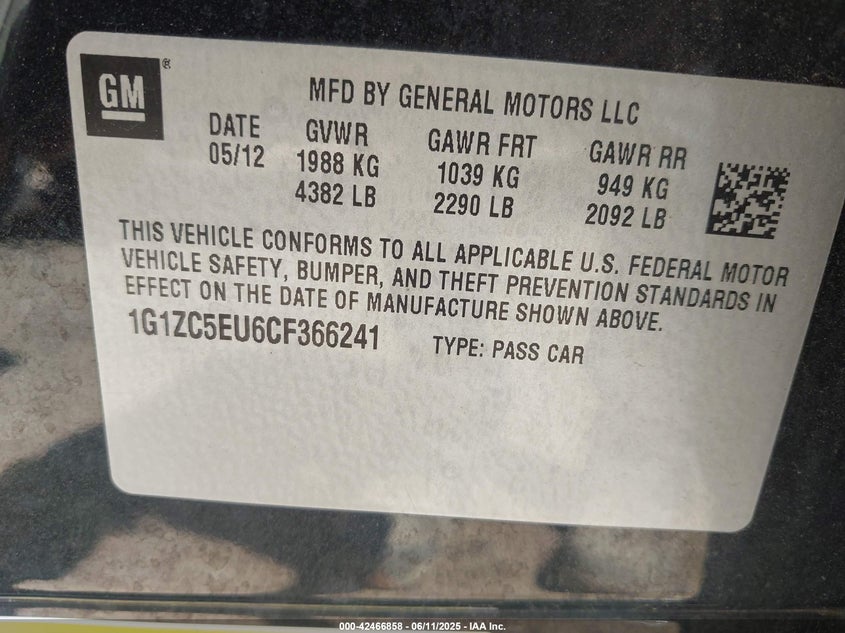 GM ®
MFD BY GENERAL MOTORS LLC
DATE GVWR GAWR FRT GAWR RR
05/12 1988 KG 1039 KG 949 KG
4382 LB 2290 LB 2092 LB
THIS VEHICLE CONFORMS TO ALL APPLICABLE U.S. FEDERAL MOTOR
VEHICLE SAFETY, BUMPER, AND THEFT PREVENTION STANDARDS IN
EFFECT ON THE DATE OF MANUFACTURE SHOWN ABOVE.
1G1ZC5EU6CF366241 TYPE: PASS CAR
000-42466858 - 06/11/2025 - IAA Inc.